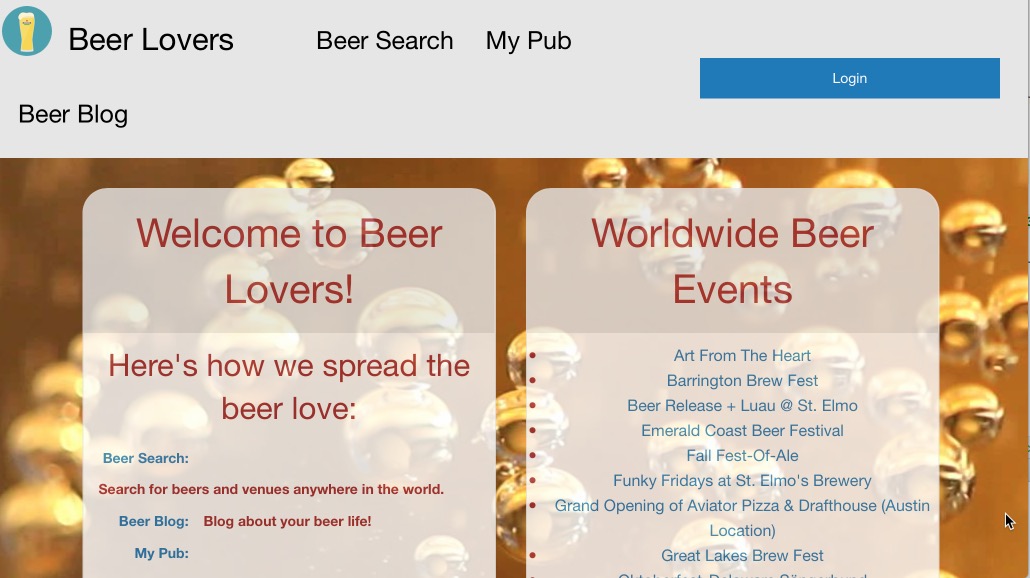 Beer Lovers
Beer Search
My Pub
Login
Beer Blog
Welcome to Beer
Lovers!
Here's how we spread the
beer love:
Beer Search:
Search for beers and venues anywhere in the world.
Beer Blog: Blog about your beer life!
My Pub:
Worldwide Beer
Events
Art From The Heart
Barrington Brew Fest
Beer Release + Luau @ St. Elmo
Emerald Coast Beer Festival
Fall Fest-Of-Ale
Funky Fridays at St. Elmo's Brewery
Grand Opening of Aviator Pizza & Drafthouse (Austin
Location)
Great Lakes Brew Fest